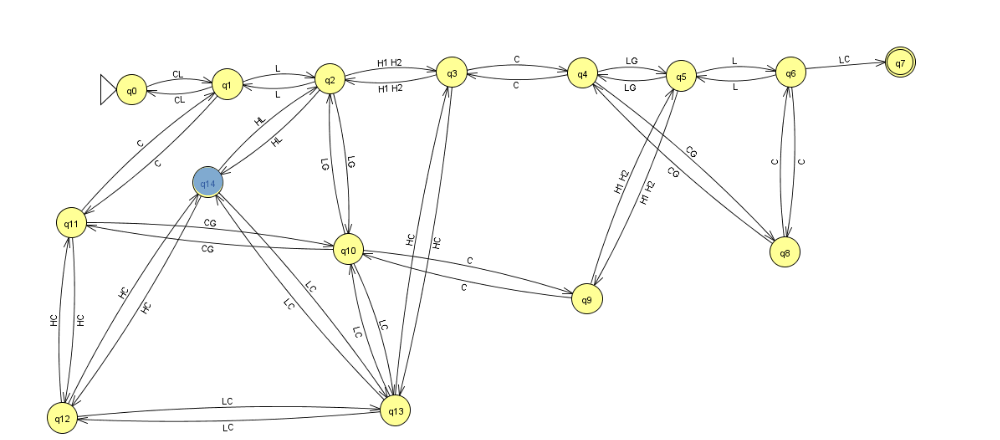 q0
CL
CL
q1
L
L
q2
H1 H2
H1 H2
q3
C
C
q4
LG
LG
q5
L
L
q6
LC
q7
C
C
HL
HL
q14
LG
LG
CG
CG
H1 H2
H1 H2
C
C
q11
CG
CG
q10
C
C
q9
q8
HC
HC
HC
HC
HC
HC
LC
LC
LC
LC
q12
LC
LC
q13